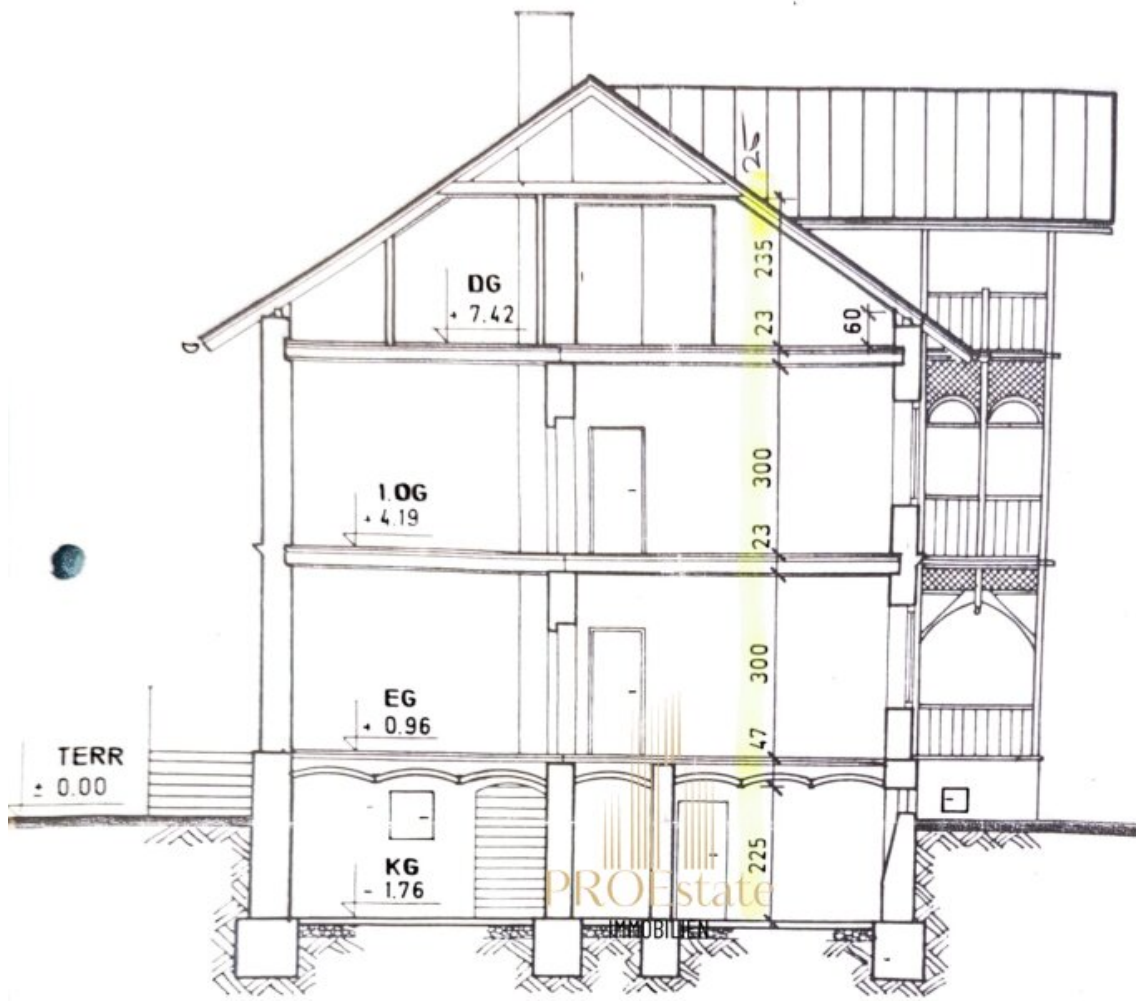 25
235
DG
+ 7.42
23
60
300
1.OG
+ 4.19
23
300
EG
+ 0.96
47
TERR
± 0.00
225
KG
- 1.76
PROEstate
IMMOBILIEN